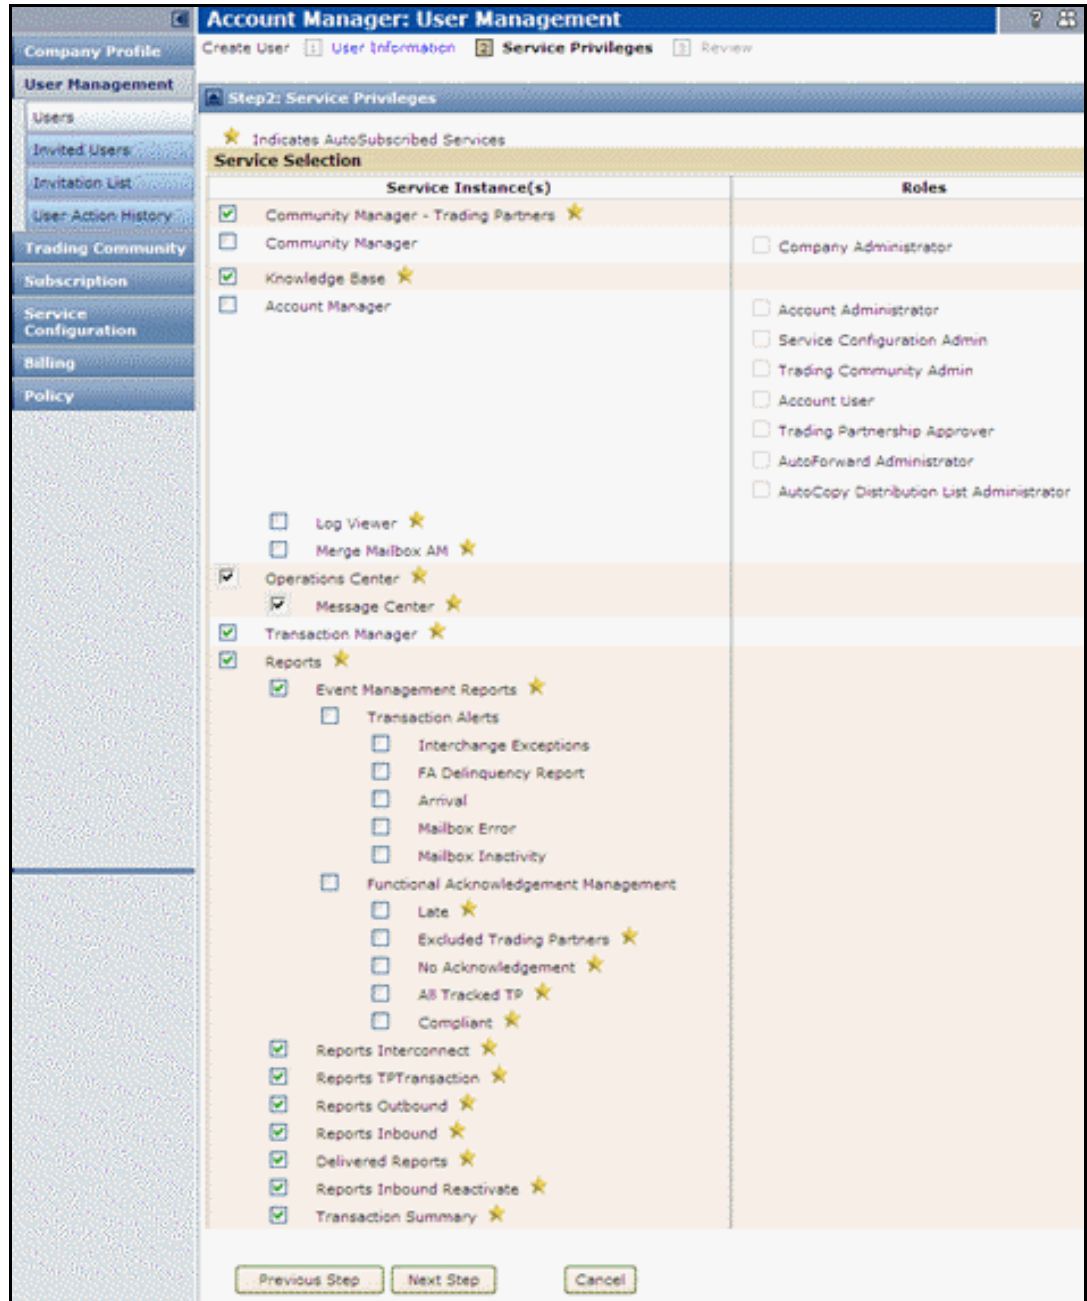 Account Manager: User Management
?
Create User 1 User Information 2 Service Privileges 3 Review
Company Profile
User Management
Users
Invited Users
Invitation List
User Action History
Trading Community
Subscription
Service
Configuration
Billing
Policy
Step2: Service Privileges
Indicates AutoSubscribed Services
Service Selection
Service Instance(s) Roles
Community Manager - Trading Partners
Community Manager Company Administrator
Knowledge Base
Account Manager Account Administrator
Service Configuration Admin
Trading Community Admin
Account User
Trading Partnership Approver
AutoForward Administrator
AutoCopy Distribution List Administrator
Log Viewer
Merge Mailbox AM
Operations Center
Message Center
Transaction Manager
Reports
Event Management Reports
Transaction Alerts
Interchange Exceptions
FA Delinquency Report
Arrival
Mailbox Error
Mailbox Inactivity
Functional Acknowledgement Management
Late
Excluded Trading Partners
No Acknowledgement
All Tracked TP
Compliant
Reports Interconnect
Reports TPTransaction
Reports Outbound
Reports Inbound
Delivered Reports
Reports Inbound Reactivate
Transaction Summary
Previous Step Next Step Cancel